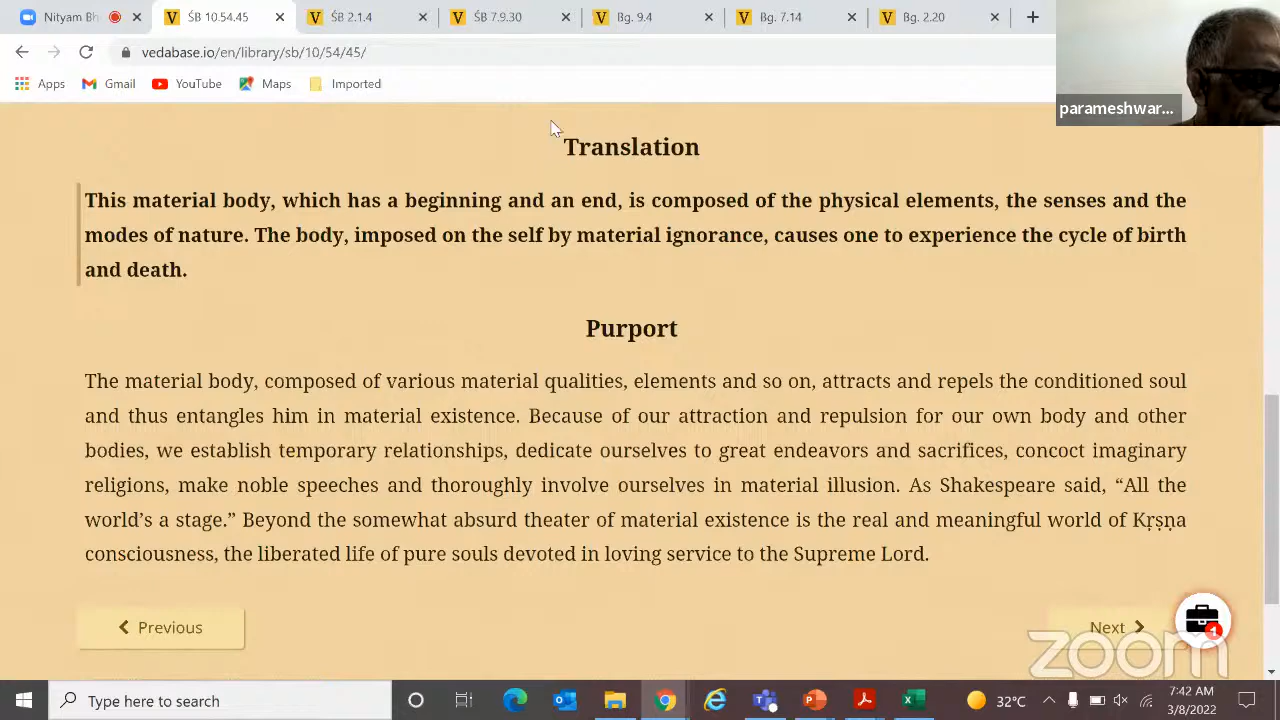 Nityam Bh
ŚB 10.54.45
ŚB 2.1.4
ŚB 7.9.30
Bg. 9.4
Bg. 7.14
Bg. 2.20
vedabase.io/en/library/sb/10/54/45/
Apps
Gmail
YouTube
Maps
Imported
parameshwar...
Translation
This material body, which has a beginning and an end, is composed of the physical elements, the senses and the
modes of nature. The body, imposed on the self by material ignorance, causes one to experience the cycle of birth
and death.
Purport
The material body, composed of various material qualities, elements and so on, attracts and repels the conditioned soul
and thus entangles him in material existence. Because of our attraction and repulsion for our own body and other
bodies, we establish temporary relationships, dedicate ourselves to great endeavors and sacrifices, concoct imaginary
religions, make noble speeches and thoroughly involve ourselves in material illusion. As Shakespeare said, “All the
world’s a stage.” Beyond the somewhat absurd theater of material existence is the real and meaningful world of Kṛṣṇa
consciousness, the liberated life of pure souls devoted in loving service to the Supreme Lord.
Previous
Next
1
zoom
Type here to search
32°C
7:42 AM
3/8/2022